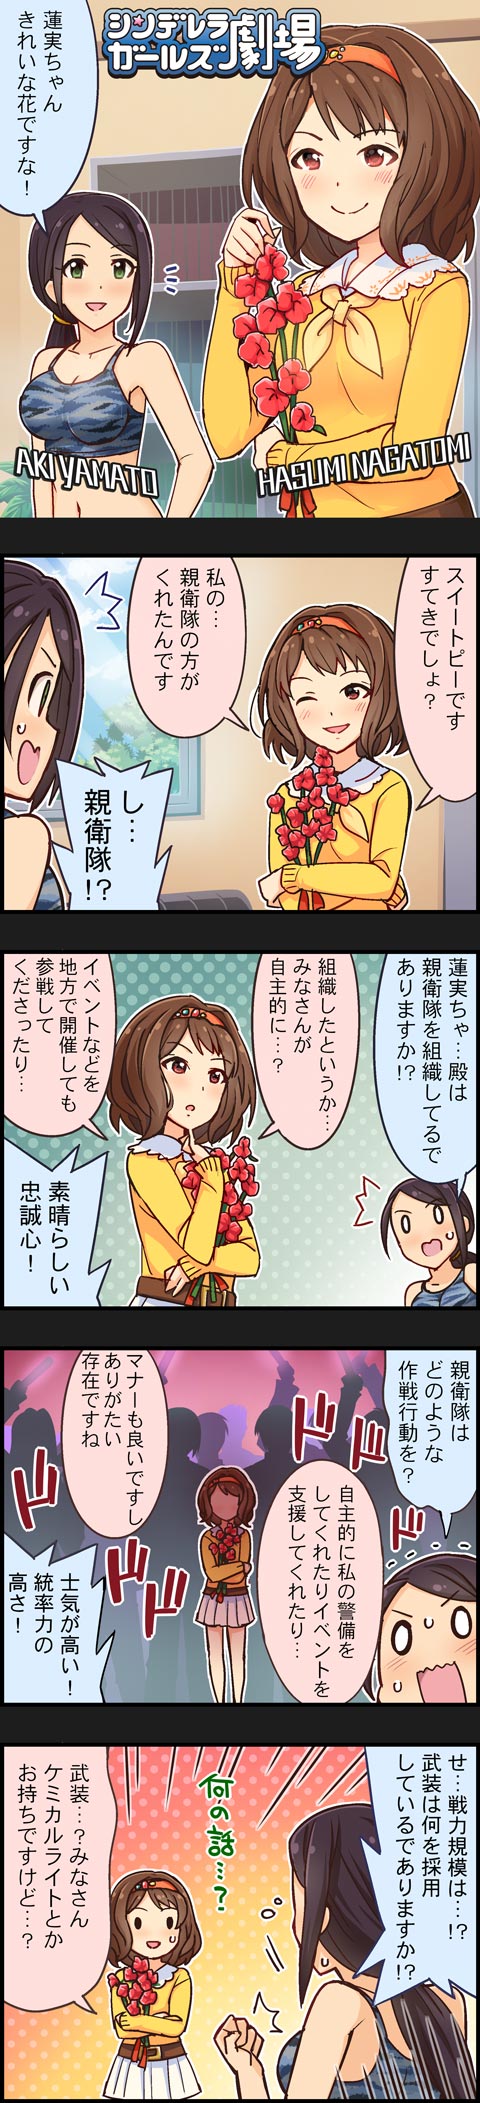 シンデレラ
ガールズ劇場
蓮実ちゃん
きれいな花ですな！
AKI YAMATO
HASUMI NAGATOMI
スイートピーです
すてきでしょ？
私の…
親衛隊の方が
くれたんです
し…
親衛隊!?
蓮実ちゃ…殿は
親衛隊を組織してるで
ありますか!?
組織したというか…
みなさんが
自主的に…？
イベントなどを
地方で開催しても
参戦して
くださったり…
素晴らしい
忠誠心！
親衛隊は
どのような
作戦行動を？
自主的に私の警備を
してくれたりイベントを
支援してくれたり…
マナーも良いですし
ありがたい
存在ですね
士気が高い！
統率力の
高さ！
ドド
ドド
せ…戦力規模は…!?
武装は何を採用
しているでありますか!?
何の話…？
武装…？みなさん
ケミカルライトとか
お持ちですけど…？